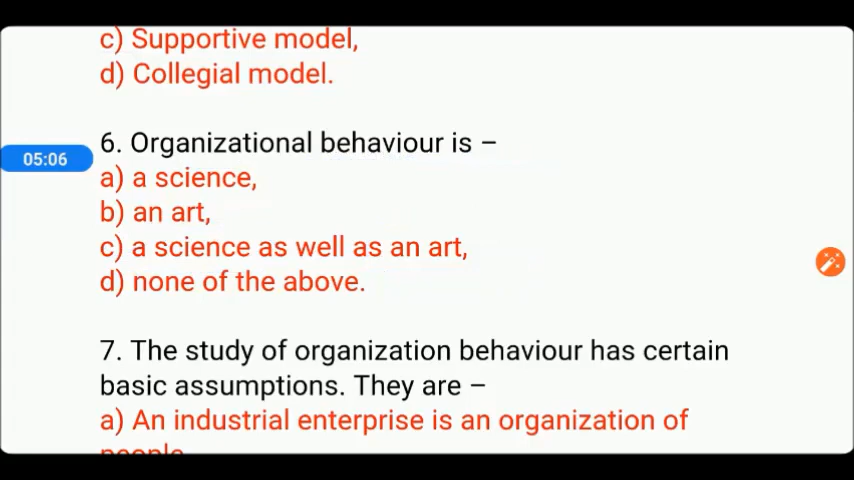 c) Supportive model,
d) Collegial model.
6. Organizational behaviour is –
05:06
a) a science,
b) an art,
c) a science as well as an art,
d) none of the above.
7. The study of organization behaviour has certain
basic assumptions. They are –
a) An industrial enterprise is an organization of
people